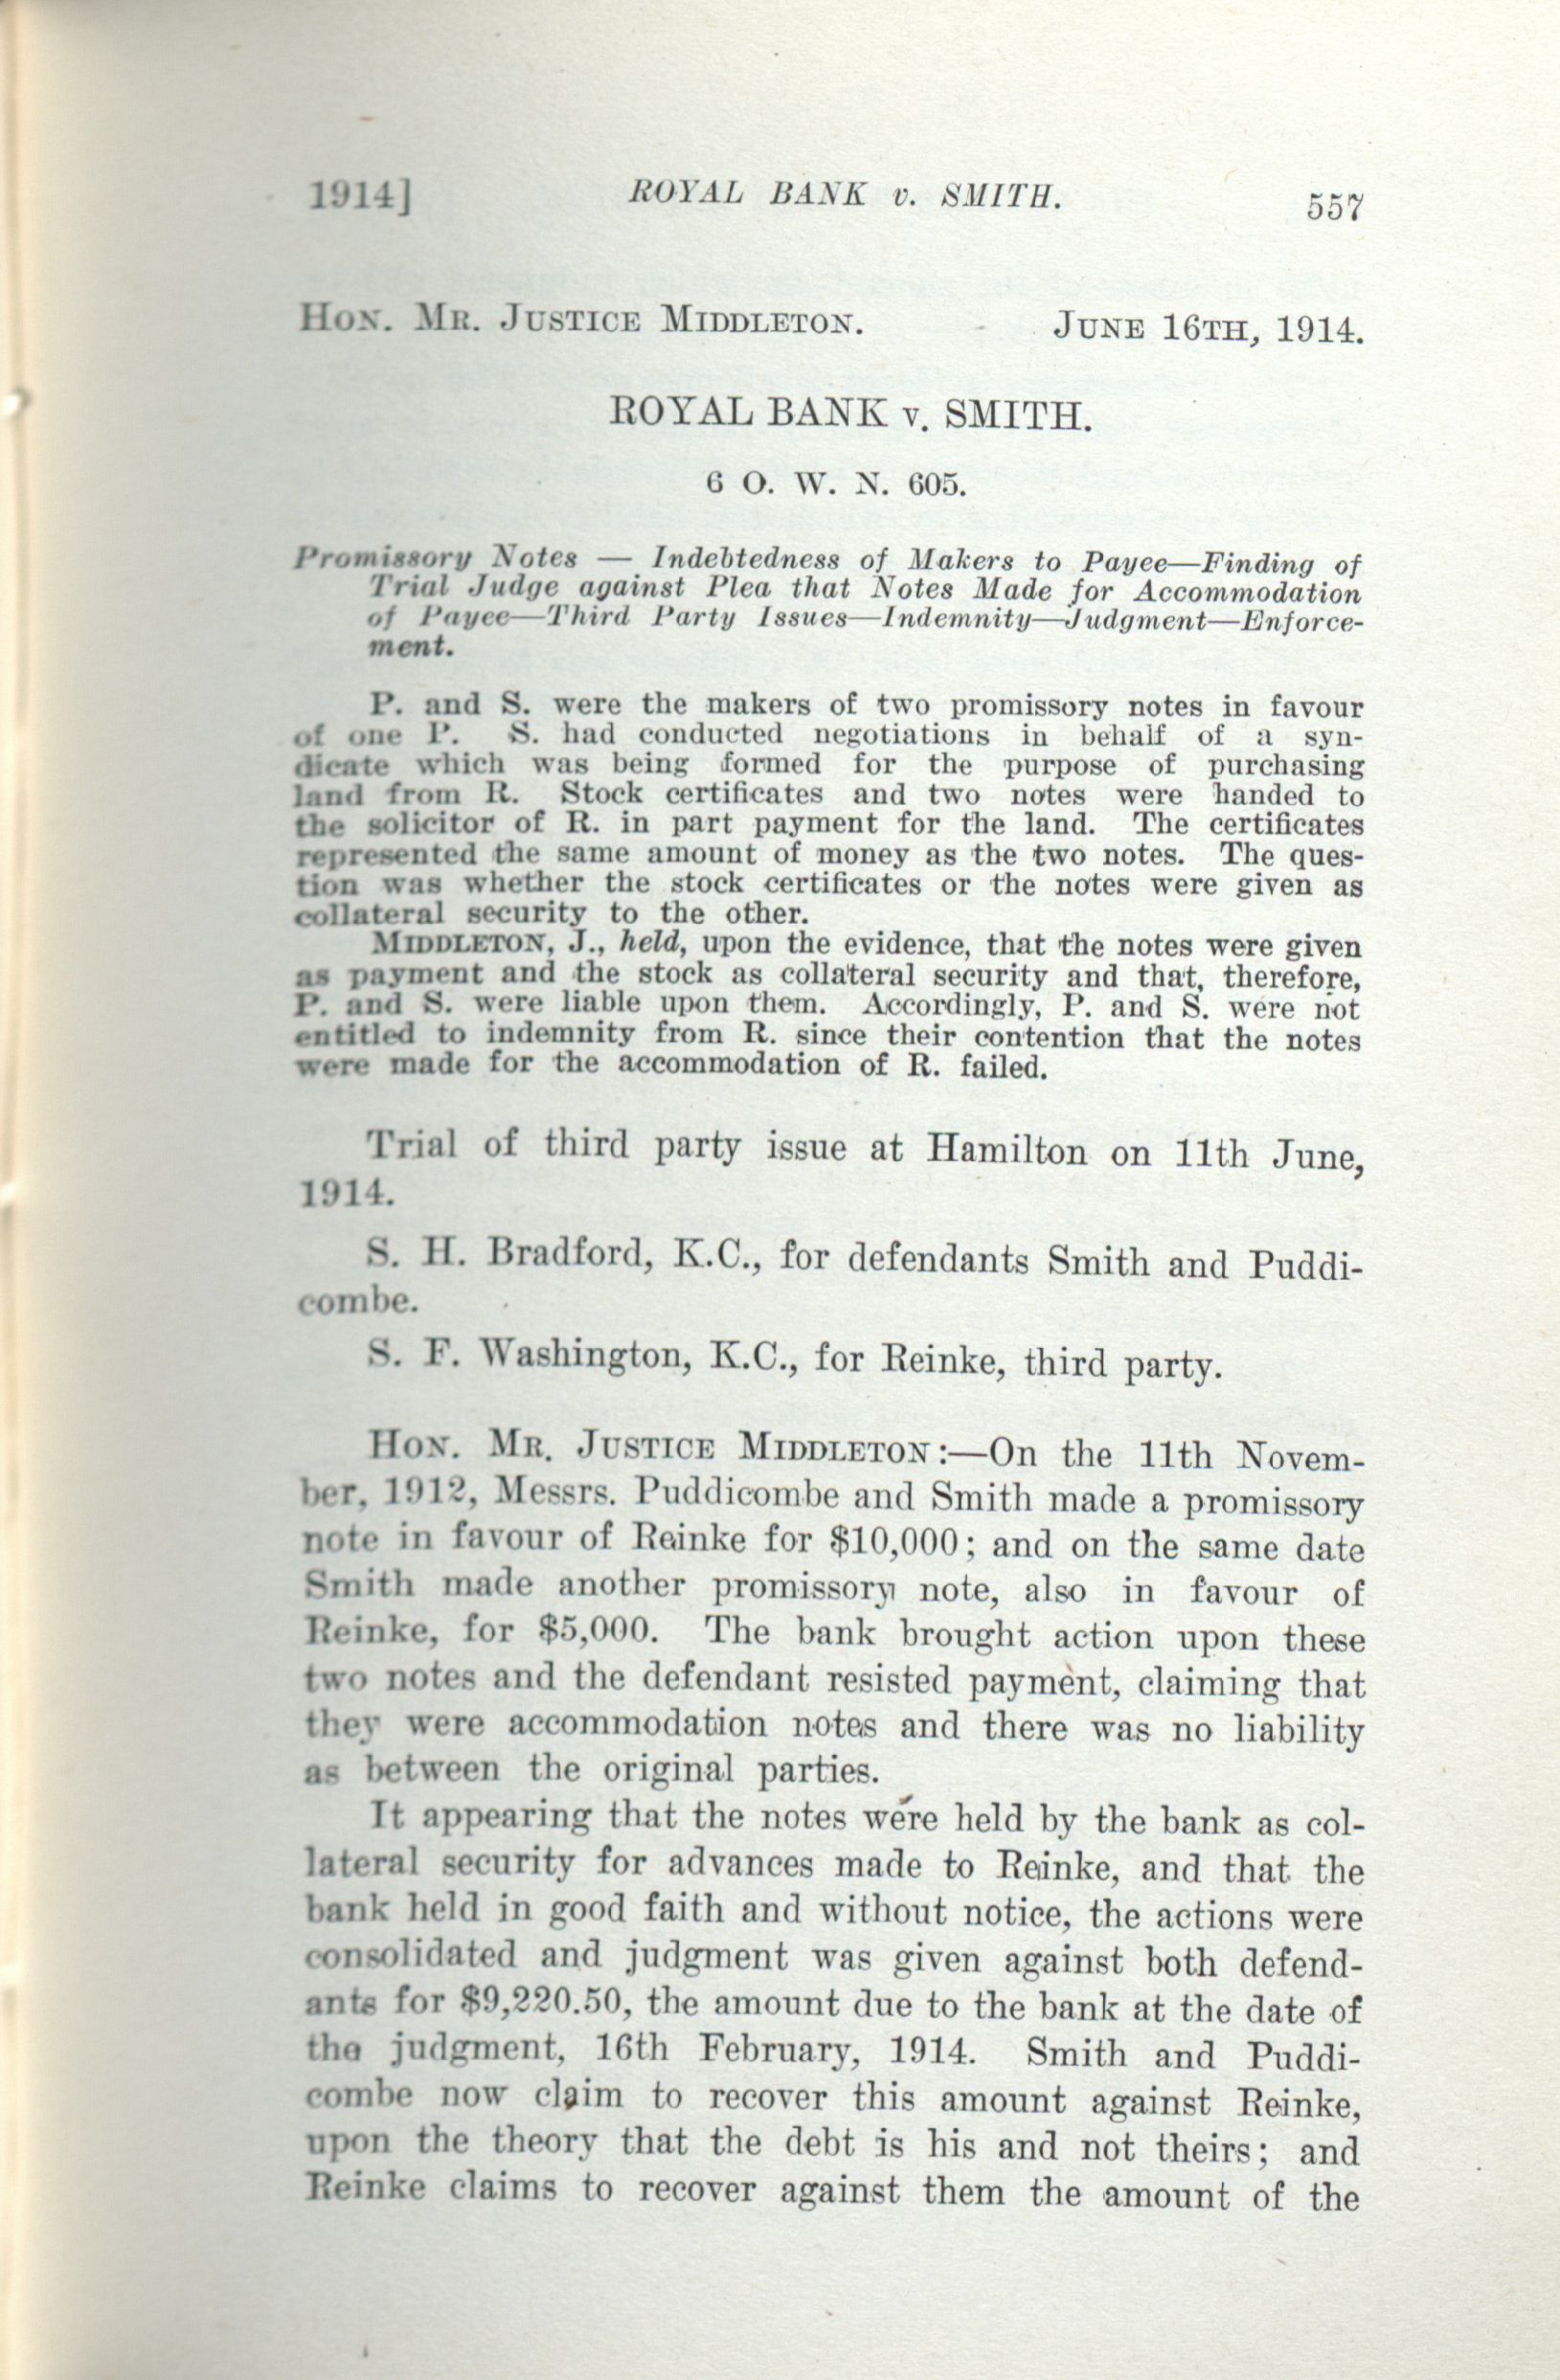 1914] ROYAL BANK v. SMITH. 557
HON. MR. JUSTICE MIDDLETON. JUNE 16TH, 1914.
ROYAL BANK v. SMITH.
6 O. W. N. 605.
Promissory Notes — Indebtedness of Makers to Payee—Finding of
Trial Judge against Plea that Notes Made for Accommodation
of Payee—Third Party Issues—Indemnity—Judgment—Enforce-
ment.
P. and S. were the makers of two promissory notes in favour
of one P. S. had conducted negotiations in behalf of a syn-
dicate which was being formed for the purpose of purchasing
land from R. Stock certificates and two notes were handed to
the solicitor of R. in part payment for the land. The certificates
represented the same amount of money as the two notes. The ques-
tion was whether the stock certificates or the notes were given as
collateral security to the other.
MIDDLETON, J., held, upon the evidence, that the notes were given
as payment and the stock as collateral security and that, therefore,
P. and S. were liable upon them. Accordingly, P. and S. were not
entitled to indemnity from R. since their contention that the notes
were made for the accommodation of R. failed.
Trial of third party issue at Hamilton on 11th June,
1914.
S. H. Bradford, K.C., for defendants Smith and Puddi-
combe.
S. F. Washington, K.C., for Reinke, third party.
HON. MR. JUSTICE MIDDLETON:—On the 11th Novem-
ber, 1912, Messrs. Puddicombe and Smith made a promissory
note in favour of Reinke for $10,000; and on the same date
Smith made another promissory note, also in favour of
Reinke, for $5,000. The bank brought action upon these
two notes and the defendant resisted payment, claiming that
they were accommodation notes and there was no liability
as between the original parties.
It appearing that the notes were held by the bank as col-
lateral security for advances made to Reinke, and that the
bank held in good faith and without notice, the actions were
consolidated and judgment was given against both defend-
ants for $9,220.50, the amount due to the bank at the date of
the judgment, 16th February, 1914. Smith and Puddi-
combe now claim to recover this amount against Reinke,
upon the theory that the debt is his and not theirs; and
Reinke claims to recover against them the amount of the